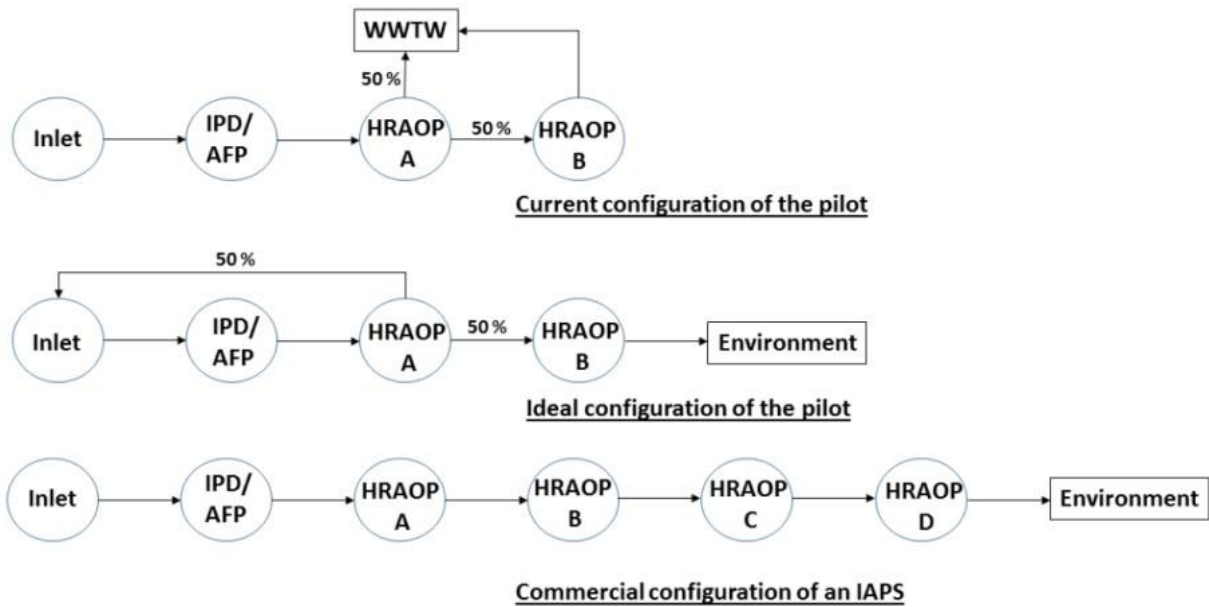 WWTW
50 %
Inlet
IPD/
AFP
HRAOP
A
50 %
HRAOP
B
Current configuration of the pilot
50 %
Inlet
IPD/
AFP
HRAOP
A
50 %
HRAOP
B
Environment
Ideal configuration of the pilot
Inlet
IPD/
AFP
HRAOP
A
HRAOP
B
HRAOP
C
HRAOP
D
Environment
Commercial configuration of an IAPS